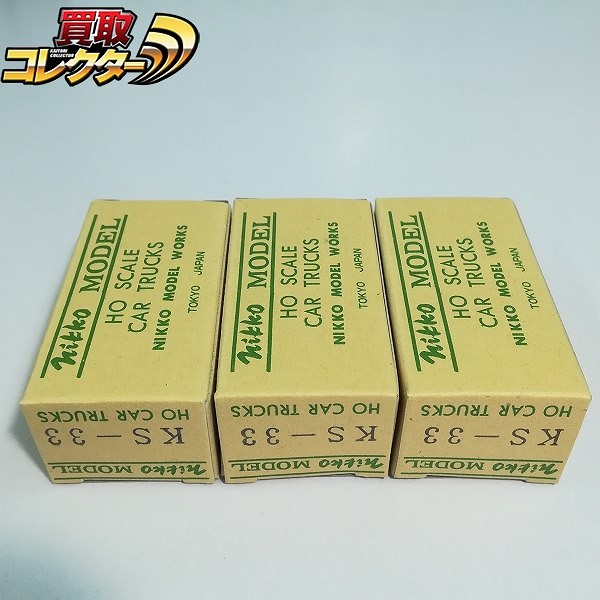 買取
KAITORI COLLECTOR
コレクター
Nikko MODEL
HO SCALE
CAR TRUCKS
NIKKO MODEL WORKS
TOKYO JAPAN
Nikko MODEL
HO SCALE
CAR TRUCKS
NIKKO MODEL WORKS
TOKYO JAPAN
Nikko MODEL
HO SCALE
CAR TRUCKS
NIKKO MODEL WORKS
TOKYO JAPAN
Nikko MODEL
KS-33
HO CAR TRUCKS
Nikko MODEL
KS-33
HO CAR TRUCKS
Nikko MODEL
KS-33
HO CAR TRUCKS